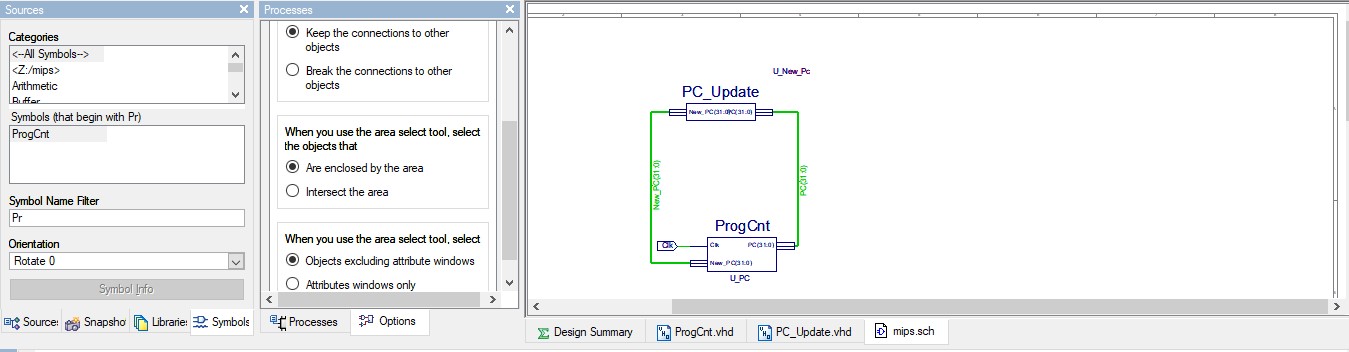 Sources
Categories
<--All Symbols-->
<Z:/mips>
Arithmetic
Buffer
Symbols (that begin with Pr)
ProgCnt
Symbol Name Filter
Pr
Orientation
Rotate 0
Symbol Info
Sources
Snapsho
Libraries
Symbols
Processes
Keep the connections to other
objects
Break the connections to other
objects
When you use the area select tool, select
the objects that
Are enclosed by the area
Intersect the area
When you use the area select tool, select
Objects excluding attribute windows
Attributes windows only
Processes
Options
U_New_Pc
PC_Update
New_PC(31:0)
PC(31:0)
New_PC(31:0)
PC(31:0)
ProgCnt
Clk
Clk
PC(31:0)
New_PC(31:0)
U_PC
Design Summary
ProgCnt.vhd
PC_Update.vhd
mips.sch